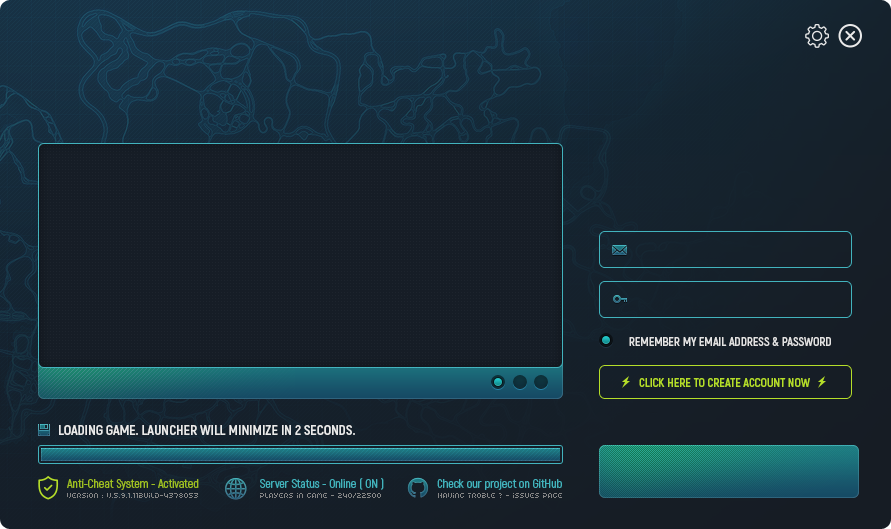 REMEMBER MY EMAIL ADDRESS & PASSWORD
CLICK HERE TO CREATE ACCOUNT NOW
LOADING GAME. LAUNCHER WILL MINIMIZE IN 2 SECONDS.
Anti-Cheat System - Activated
VERSION : V.5.9.1.11BUILD-4378053
Server Status - Online ( ON )
PLAYERS IN GAME - 240/22500
Check our project on GitHub
HAVING TROBLE ? - ISSUES PAGE